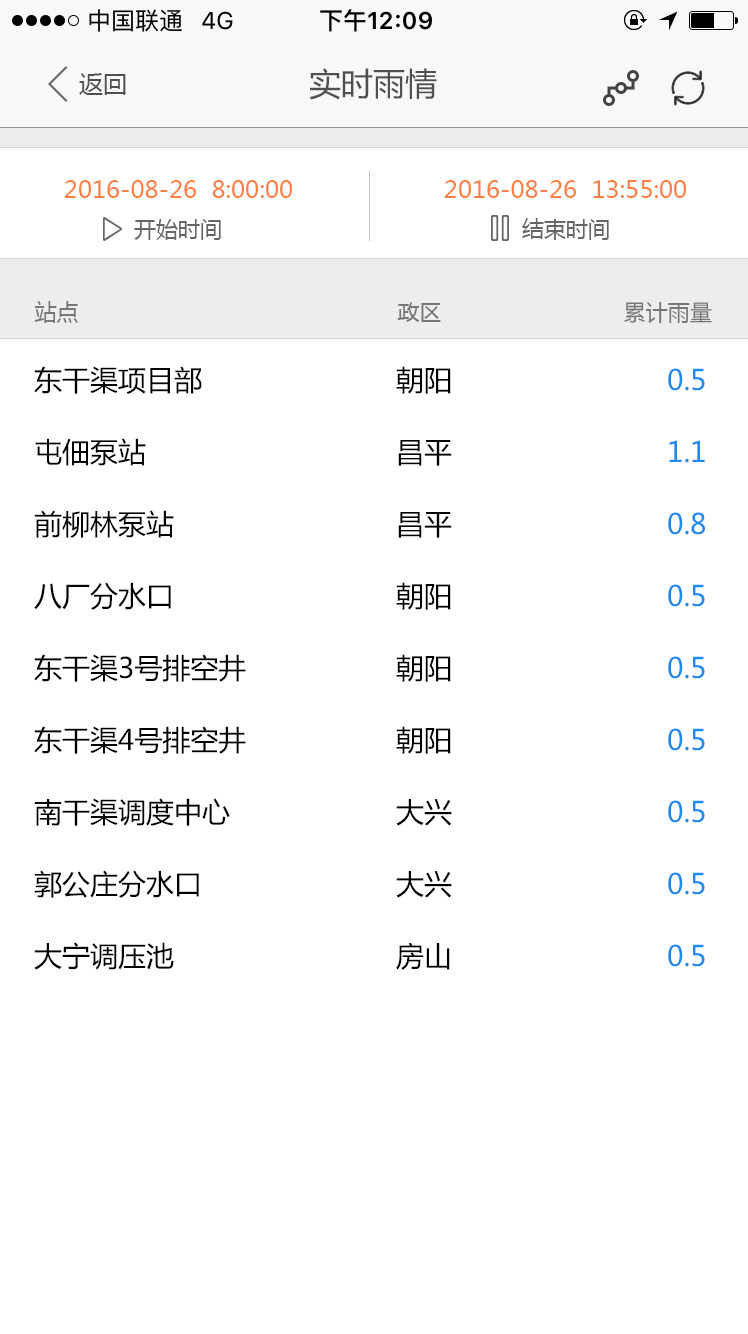 中国联通 4G 下午12:09
返回 实时雨情
2016-08-26 8:00:00 2016-08-26 13:55:00
开始时间 结束时间
站点 政区 累计雨量
东干渠项目部 朝阳 0.5
屯佃泵站 昌平 1.1
前柳林泵站 昌平 0.8
八厂分水口 朝阳 0.5
东干渠3号排空井 朝阳 0.5
东干渠4号排空井 朝阳 0.5
南干渠调度中心 大兴 0.5
郭公庄分水口 大兴 0.5
大宁调压池 房山 0.5